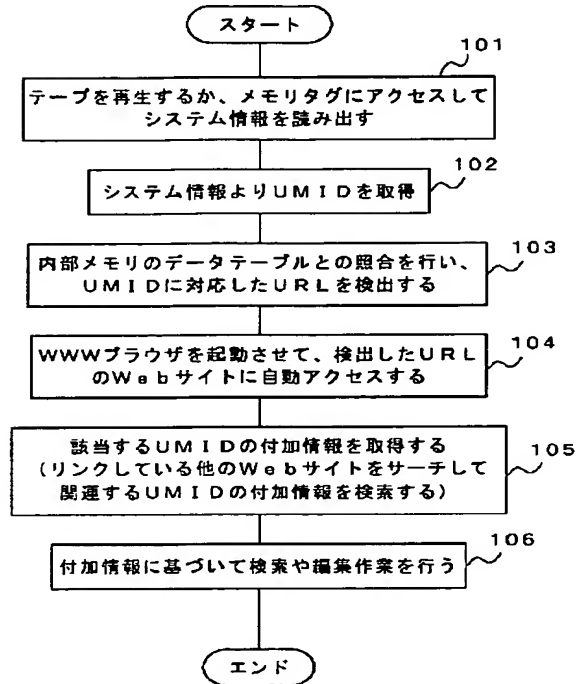 スタート
101
テープを再生するか、メモリタグにアクセスして
システム情報を読み出す
102
システム情報よりUMIDを取得
103
内部メモリのデータテーブルとの照合を行い、
UMIDに対応したURLを検出する
104
WWWブラウザを起動させて、検出したURL
のWebサイトに自動アクセスする
105
該当するUMIDの付加情報を取得する
(リンクしている他のWebサイトをサーチして
関連するUMIDの付加情報を検索する)
106
付加情報に基づいて検索や編集作業を行う
エンド